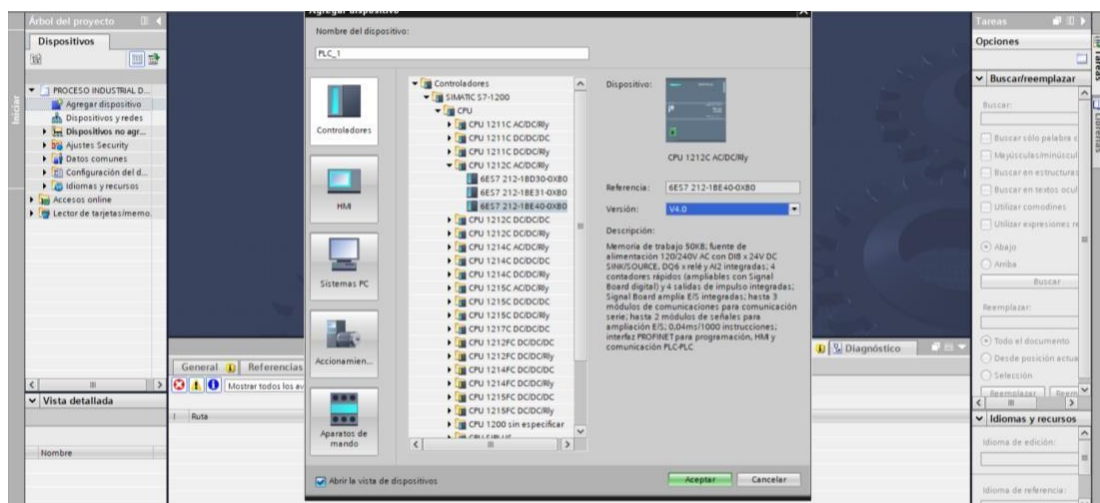 Árbol del proyecto
Dispositivos
PROCESO INDUSTRIAL D...
Agregar dispositivo
Dispositivos y redes
Dispositivos no agr...
Ajustes Security
Datos comunes
Configuración del d...
Idiomas y recursos
Accesos online
Lector de tarjetas/memo.
Vista detallada
Nombre
Iniciar
General
Referencias
Mostrar todos los av
!
Ruta
Agregar dispositivo
Nombre del dispositivo:
PLC_1
Controladores
HMI
Sistemas PC
Accionamien...
Aparatos de
mando
Controladores
SIMATIC S7-1200
CPU
CPU 1211C AC/DC/Rly
CPU 1211C DC/DC/DC
CPU 1211C DC/DC/Rly
CPU 1212C AC/DC/Rly
6ES7 212-1BD30-0XB0
6ES7 212-1BE31-0XB0
6ES7 212-1BE40-0XB0
CPU 1212C DC/DC/DC
CPU 1212C DC/DC/Rly
CPU 1214C AC/DC/Rly
CPU 1214C DC/DC/DC
CPU 1214C DC/DC/Rly
CPU 1215C AC/DC/Rly
CPU 1215C DC/DC/DC
CPU 1215C DC/DC/Rly
CPU 1217C DC/DC/DC
CPU 1212FC DC/DC/DC
CPU 1212FC DC/DC/Rly
CPU 1214FC DC/DC/DC
CPU 1214FC DC/DC/Rly
CPU 1215FC DC/DC/DC
CPU 1215FC DC/DC/Rly
CPU 1200 sin especificar
CPU SIPLUS
Dispositivo:
CPU 1212C AC/DC/Rly
Referencia:
6ES7 212-1BE40-0XB0
Versión:
V4.0
Descripción:
Memoria de trabajo 50KB; fuente de
alimentación 120/240V AC con DI8 x 24V DC
SINK/SOURCE, DQ6 x relé y AI2 integradas; 4
contadores rápidos (ampliables con Signal
Board digital) y 4 salidas de impulso integradas;
Signal Board amplía E/S integradas; hasta 3
módulos de comunicaciones para comunicación
serie; hasta 2 módulos de señales para
ampliación E/S; 0,04ms/1000 instrucciones;
interfaz PROFINET para programación, HMI y
comunicación PLC-PLC
Abrir la vista de dispositivos
Aceptar
Cancelar
Diagnóstico
Tareas
Opciones
Buscar/reemplazar
Buscar:
Buscar sólo palabra c
Mayúsculas/minúscul
Buscar en estructuras
Buscar en textos ocul
Utilizar comodines
Utilizar expresiones re
Abajo
Arriba
Buscar
Reemplazar:
Todo el documento
Desde posición actua
Selección
Reemplazar
Reem
Idiomas y recursos
Idioma de edición:
Idioma de referencia:
Tareas
Librerías